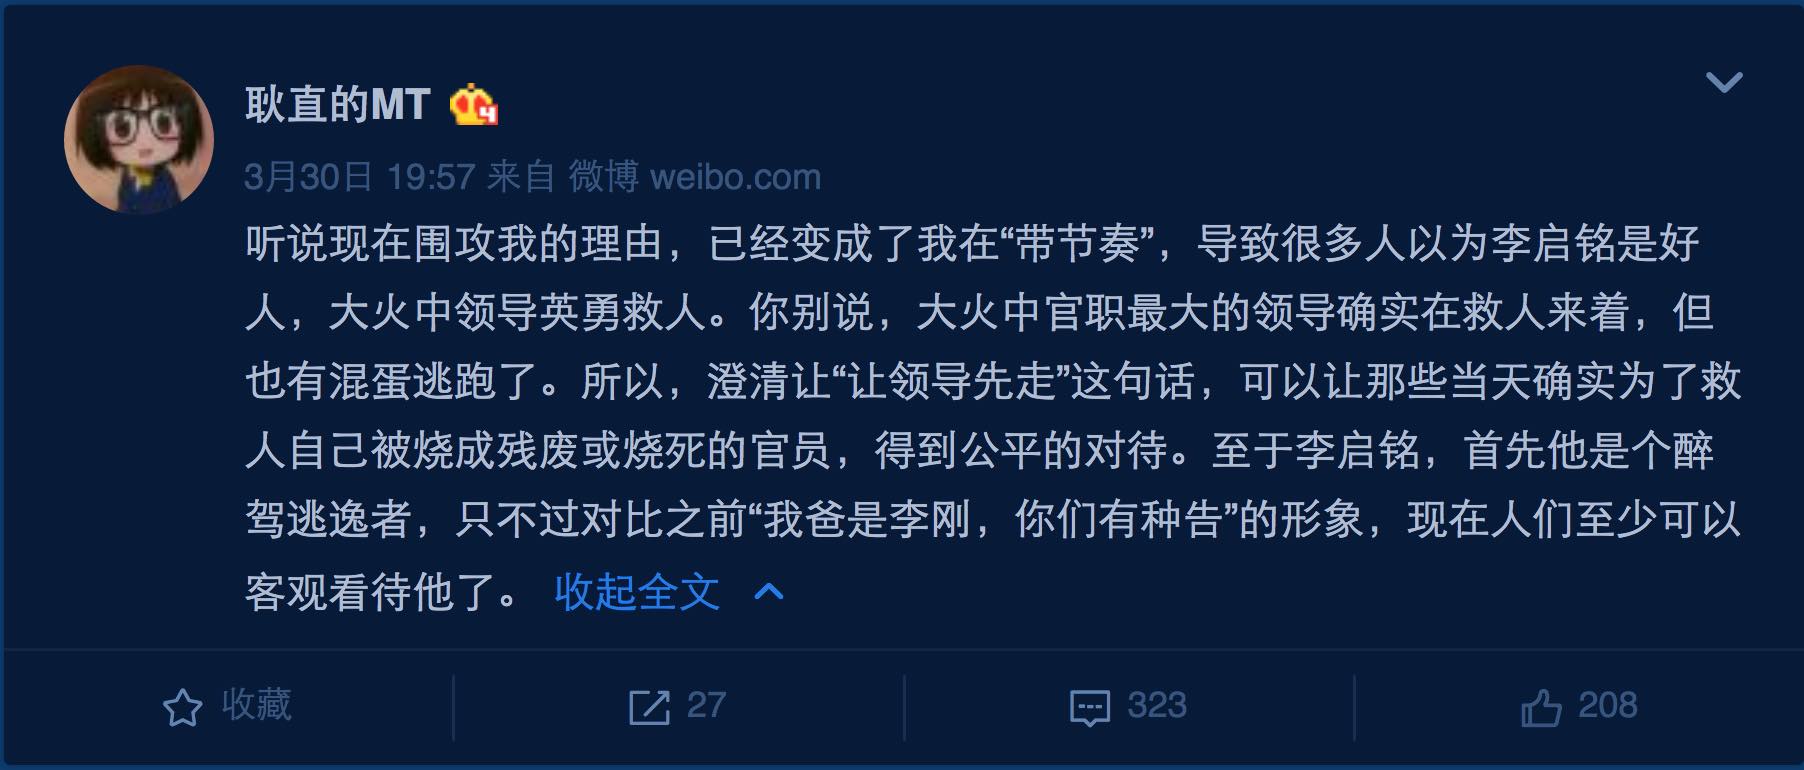 耿直的MT
3月30日 19:57 来自 微博 weibo.com
听说现在围攻我的理由，已经变成了我在“带节奏”，导致很多人以为李启铭是好
人，大火中领导英勇救人。你别说，大火中官职最大的领导确实在救人来着，但
也有混蛋逃跑了。所以，澄清让“让领导先走”这句话，可以让那些当天确实为了救
人自己被烧成残废或烧死的官员，得到公平的对待。至于李启铭，首先他是个醉
驾逃逸者，只不过对比之前“我爸是李刚，你们有种告”的形象，现在人们至少可以
客观看待他了。 收起全文
收藏 27 323 208